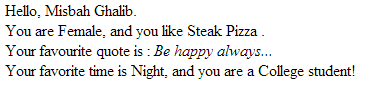 Hello, Misbah Ghalib.
You are Female, and you like Steak Pizza .
Your favourite quote is : Be happy always...
Your favorite time is Night, and you are a College student!